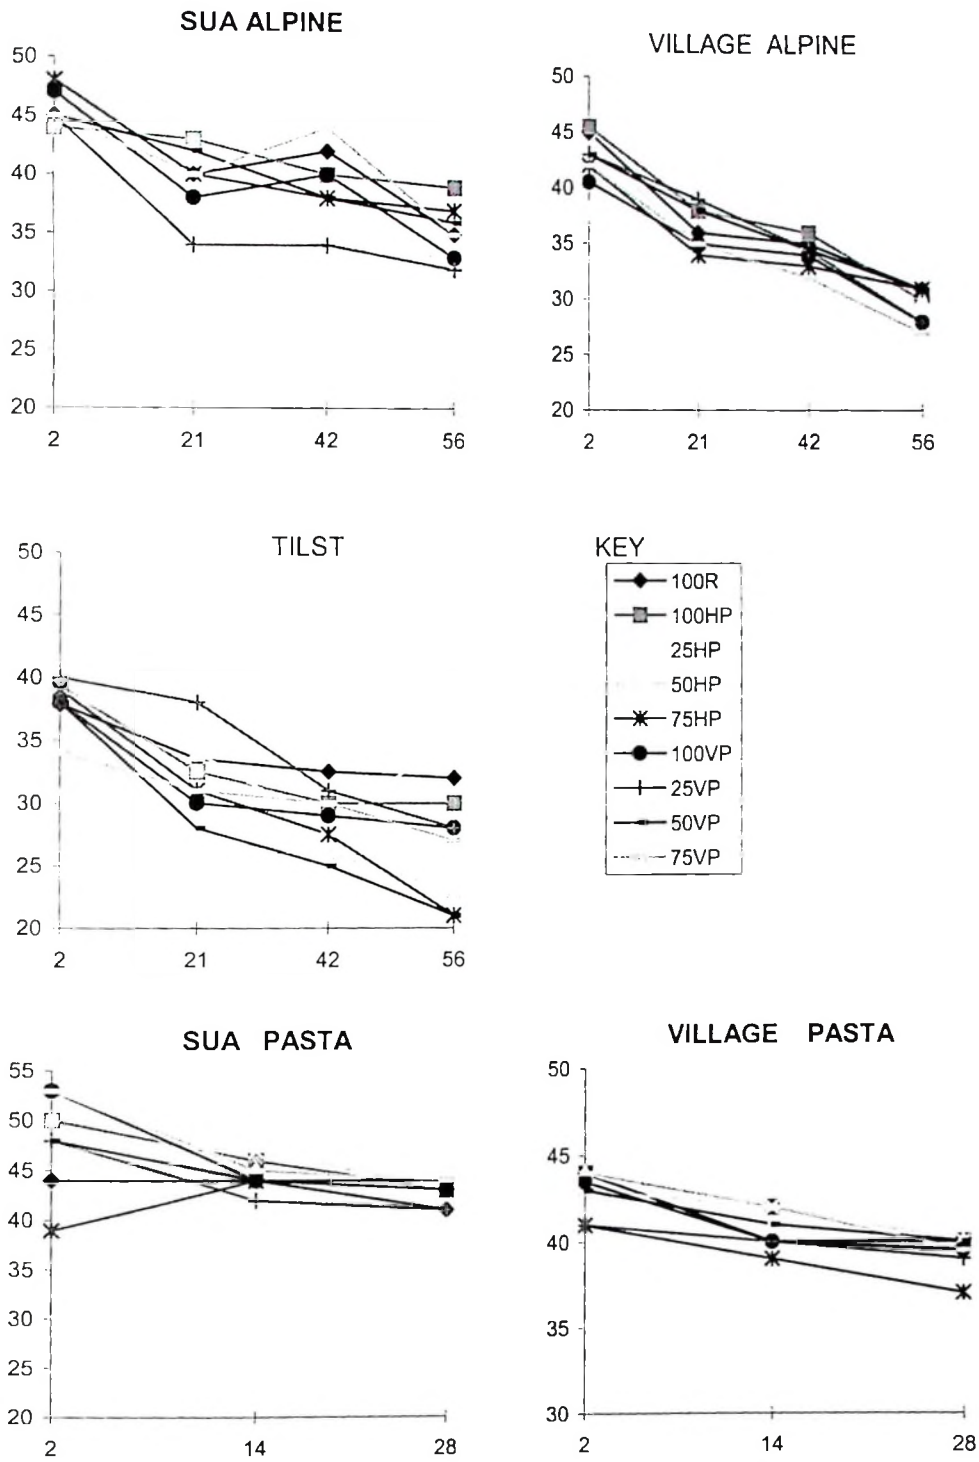 SUA ALPINE
50
45
40
35
30
25
20
2 21 42 56
VILLAGE ALPINE
50
45
40
35
30
25
20
2 21 42 56
TILST
50
45
40
35
30
25
20
2 21 42 56
KEY
100R
100HP
25HP
50HP
75HP
100VP
25VP
50VP
75VP
SUA PASTA
55
50
45
40
35
30
25
20
2 14 28
VILLAGE PASTA
50
45
40
35
30
2 14 28